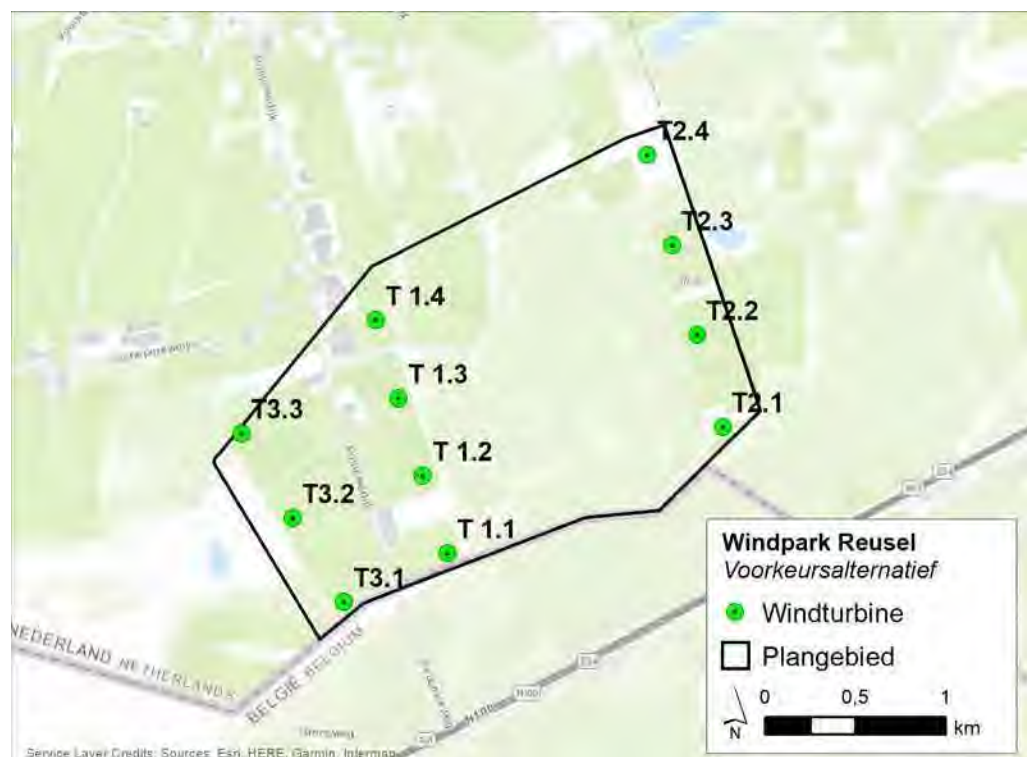 T2.4
T2.3
T 1.4
T2.2
T 1.3
T2.1
T3.3
T 1.2
T3.2
T 1.1
T3.1
NEDERLAND NETHERLANDS
BELGIË BELGIUM
N100
E34
Windpark Reusel
Voorkeursalternatief
Windturbine
Plangebied
0 0,5 1
km
N
Service Layer Credits: Sources: Esri, HERE, Garmin, Intermap